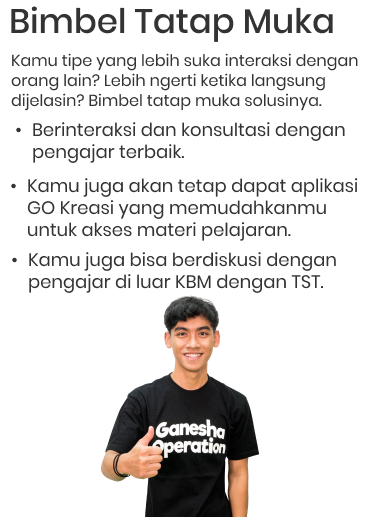 Bimbel Tatap Muka
Kamu tipe yang lebih suka interaksi dengan
orang lain? Lebih ngerti ketika langsung
dijelasin? Bimbel tatap muka solusinya.
• Berinteraksi dan konsultasi dengan
pengajar terbaik.
• Kamu juga akan tetap dapat aplikasi
GO Kreasi yang memudahkanmu
untuk akses materi pelajaran.
• Kamu juga bisa berdiskusi dengan
pengajar di luar KBM dengan TST.
Ganesha
Operation